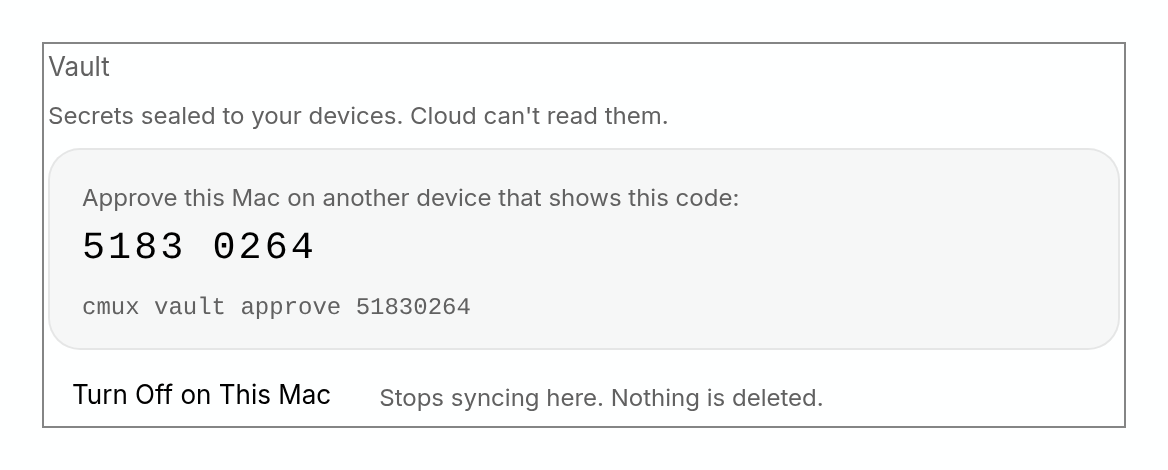 Vault
Secrets sealed to your devices. Cloud can't read them.
Approve this Mac on another device that shows this code:
5183 0264
cmux vault approve 51830264
Turn Off on This Mac
Stops syncing here. Nothing is deleted.